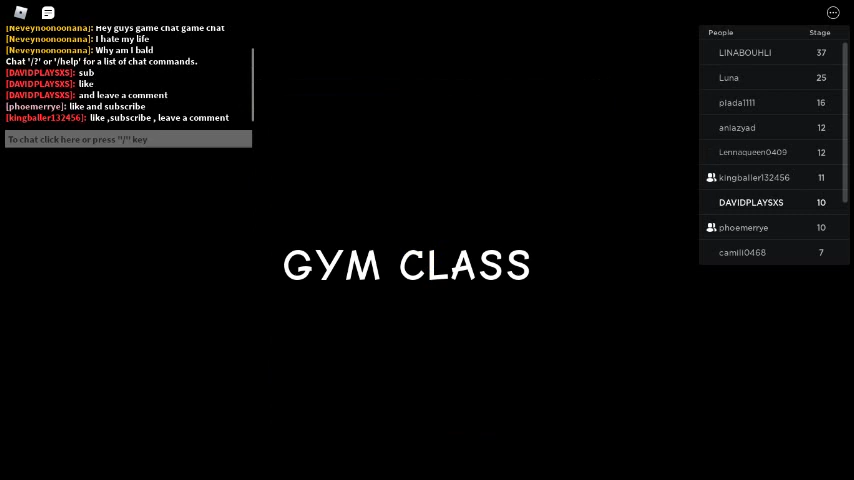 [Neveynoonoonana]: Hey guys game chat game chat
[Neveynoonoonana]: I hate my life
[Neveynoonoonana]: Why am I bald
Chat '/?' or '/help' for a list of chat commands.
[DAVIDPLAYSXS]: sub
[DAVIDPLAYSXS]: like
[DAVIDPLAYSXS]: and leave a comment
[phoemerrye]: like and subscribe
[kingballer132456]: like ,subscribe , leave a comment
To chat click here or press "/" key
People Stage
LINABOUHLI 37
Luna 25
plada1111 16
aniazyad 12
Lennaqueen0409 12
kingballer132456 11
DAVIDPLAYSXS 10
phoemerrye 10
camili0468 7
GYM CLASS